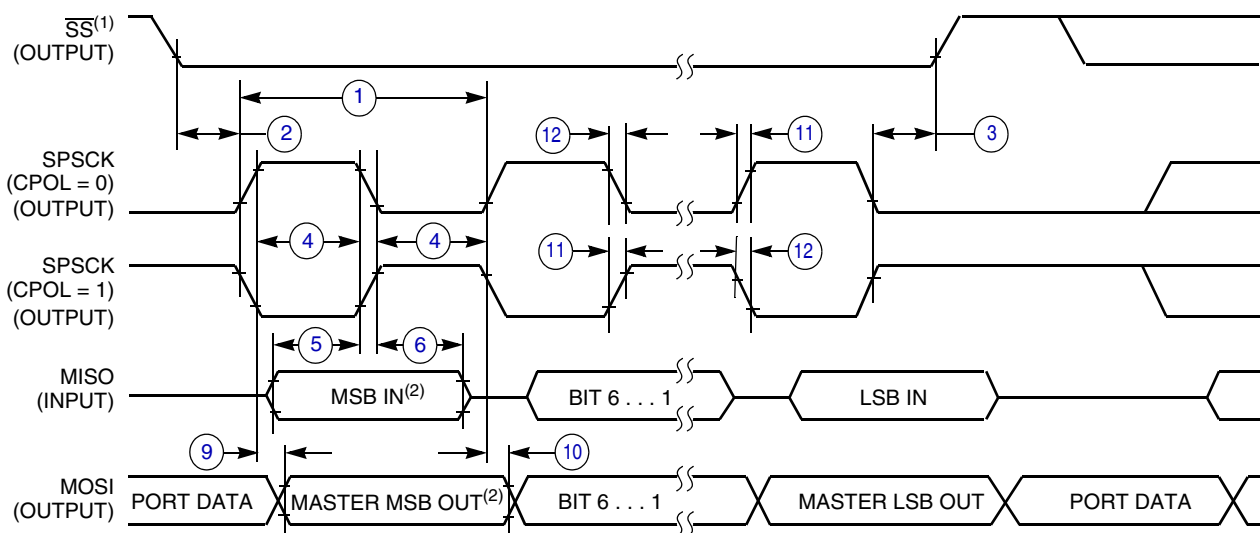 SS(1)
(OUTPUT)
1
2
12
11
3
SPSCK
(CPOL = 0)
(OUTPUT)
4
4
SPSCK
(CPOL = 1)
(OUTPUT)
11
12
5
6
MISO
(INPUT)
MSB IN(2)
BIT 6 . . . 1
LSB IN
9
10
MOSI
(OUTPUT)
PORT DATA
MASTER MSB OUT(2)
BIT 6 . . . 1
MASTER LSB OUT
PORT DATA